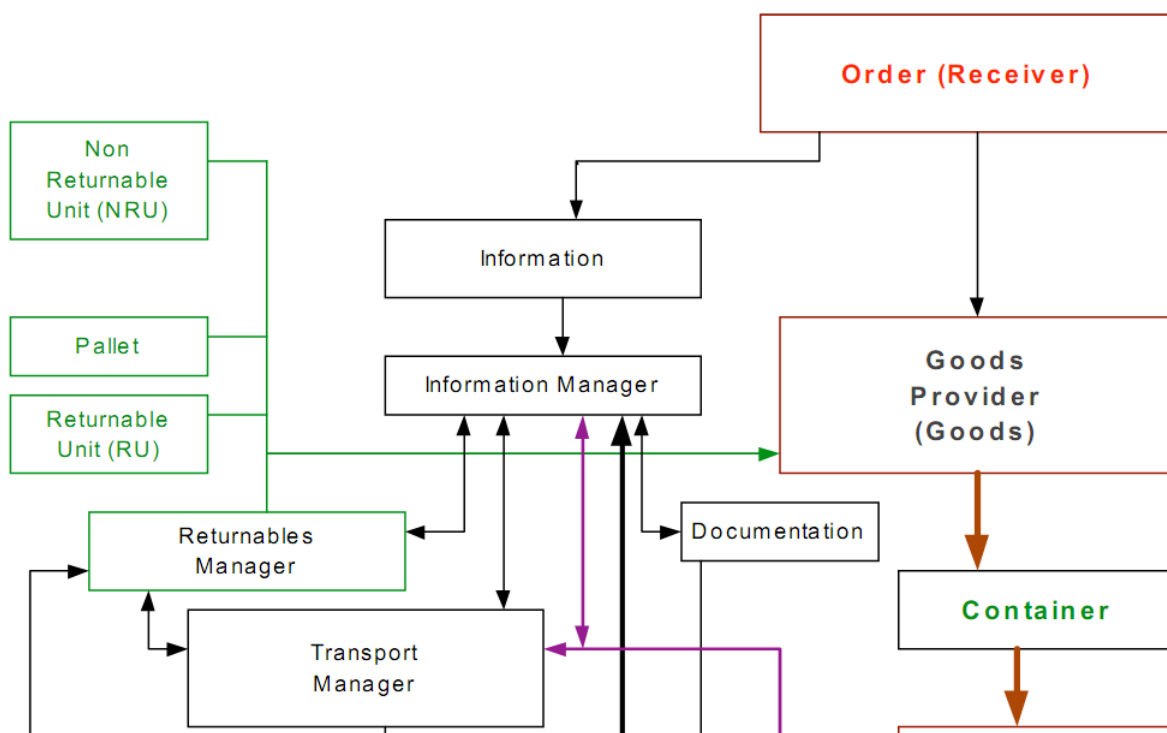 Order (Receiver)
Non
Returnable
Unit (NRU)
Information
Pallet
Information Manager
Goods
Provider
(Goods)
Returnable
Unit (RU)
Returnables
Manager
Documentation
Container
Transport
Manager